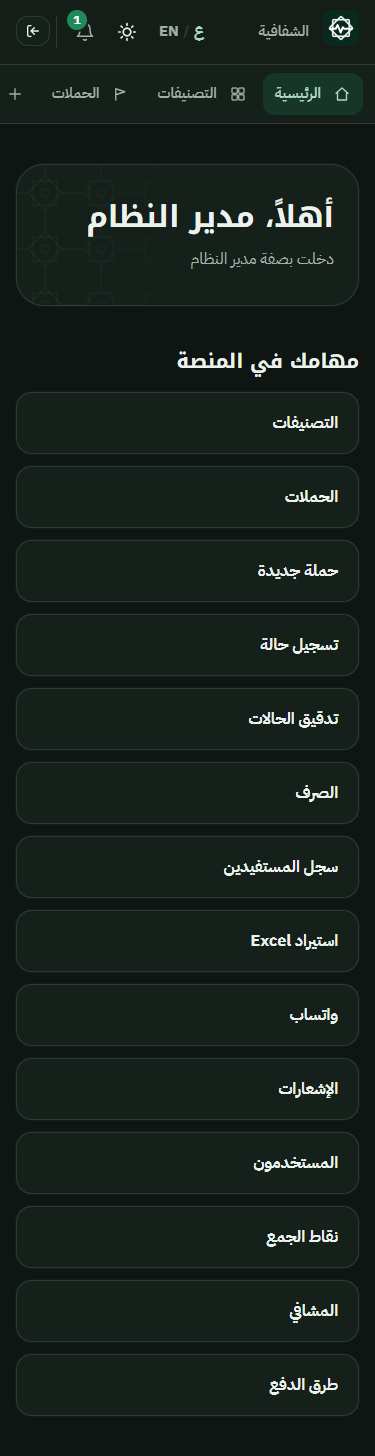 الشفافية
ع / EN
1
الرئيسية
التصنيفات
الحملات
أهلاً، مدير النظام
دخلت بصفة مدير النظام
مهامك في المنصة
التصنيفات
الحملات
حملة جديدة
تسجيل حالة
تدقيق الحالات
الصرف
سجل المستفيدين
استيراد Excel
واتساب
الإشعارات
المستخدمون
نقاط الجمع
المشافي
طرق الدفع